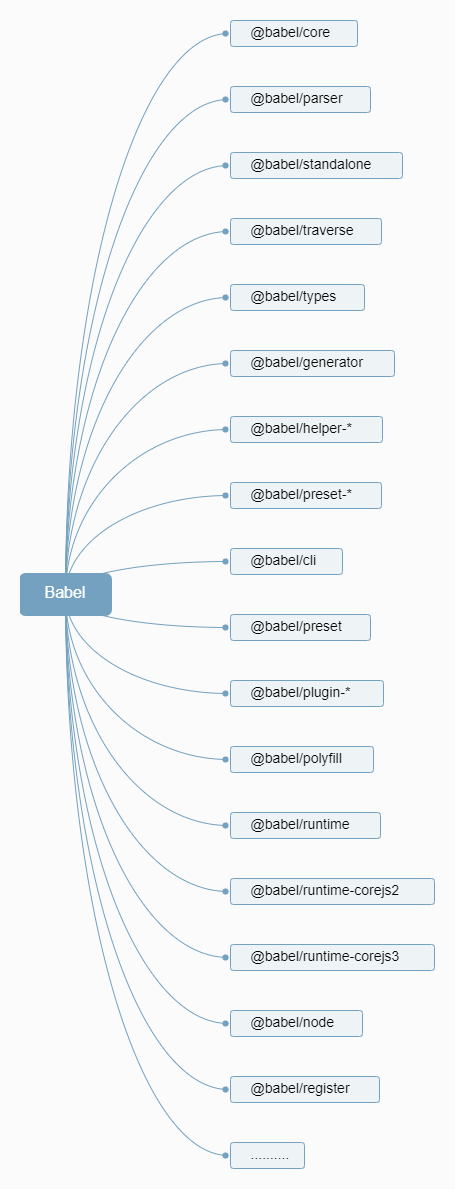 @babel/core
@babel/parser
@babel/standalone
@babel/traverse
@babel/types
@babel/generator
@babel/helper-*
@babel/preset-*
@babel/cli
Babel
@babel/preset
@babel/plugin-*
@babel/polyfill
@babel/runtime
@babel/runtime-corejs2
@babel/runtime-corejs3
@babel/node
@babel/register
..........